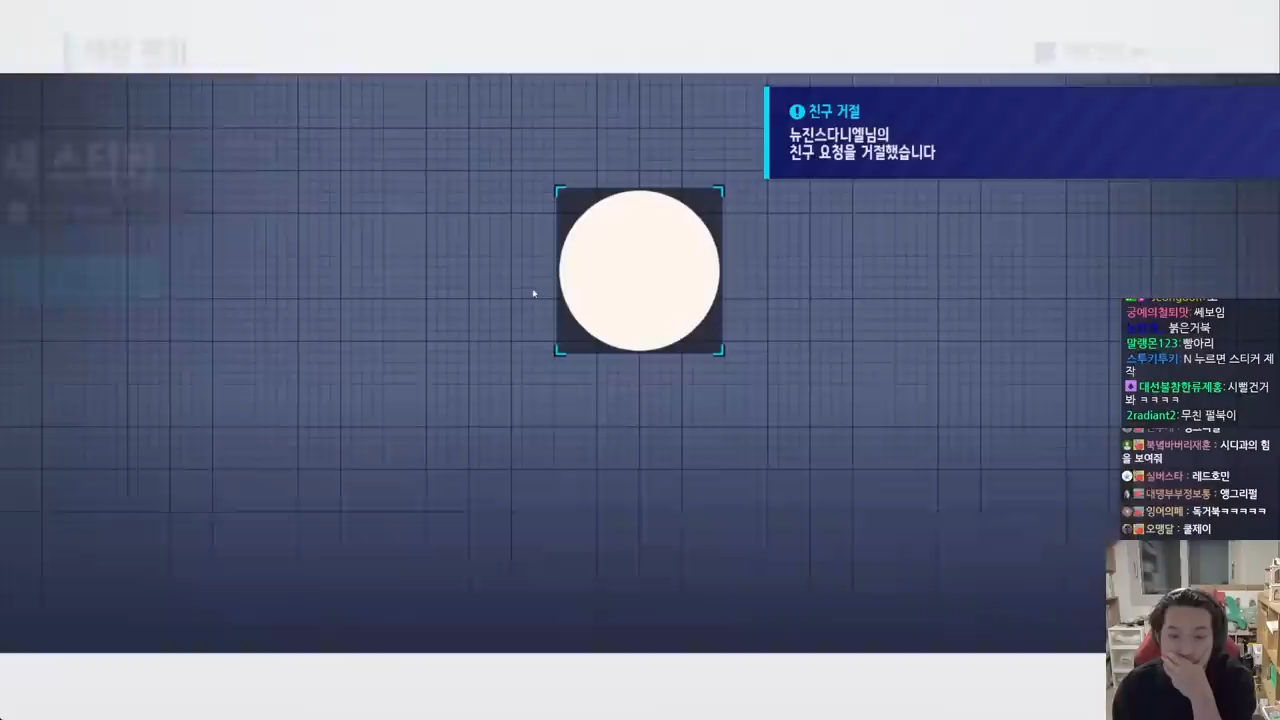 친구 거절
뉴진스다니엘님의
친구 요청을 거절했습니다
궁예의철퇴맛: 쎄보임
붉은거북
말랭몬123: 빵아리
스투키투키: N 누르면 스티커 제
작
대선불참한류제홍: 시뻘건거
봐 ㅋㅋㅋㅋ
2radiant2: 무친 펄북이
북녘바버리재훈 : 시디과의 힘
을 보여줘
실버스타 : 레드호민
대댕부부정보통 : 앵그리펄
잉여의폐 : 독거북ㅋㅋㅋㅋㅋ
오맹달 : 쿨제이